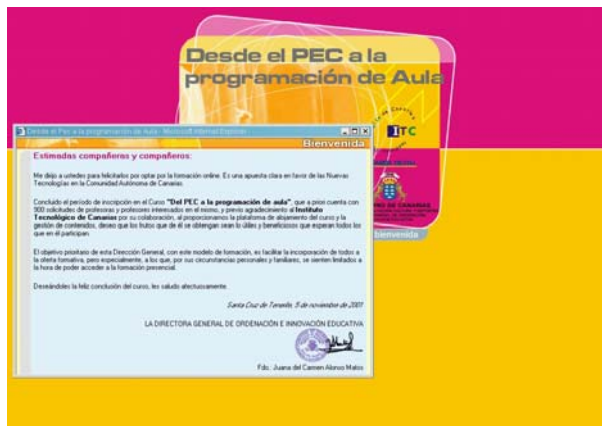 Desde el PEC a la
programación de Aula
ITC
Desde el Pec a la programación de Aula - Microsoft Internet Explorer
Bienvenida
Estimadas compañeras y compañeros:
Me dirijo a ustedes para felicitarlos por optar por la formación online. Es una apuesta clara en favor de las Nuevas
Tecnologías en la Comunidad Autónoma de Canarias.
Concluido el período de inscripción en el Curso "Del PEC a la programación de aula", que a priori cuenta con
900 solicitudes de profesoras y profesores interesados en el mismo, y previo agradecimiento al Instituto
Tecnológico de Canarias por su colaboración, al proporcionarnos la plataforma de alojamiento del curso y la
gestión de contenidos, deseo que los frutos que de él se obtengan sean lo útiles y beneficiosos que esperan todos los
que en él participan.
El objetivo prioritario de esta Dirección General, con este modelo de formación, es facilitar la incorporación de todos a
la oferta formativa, pero especialmente, a los que, por sus circunstancias personales y familiares, se sienten limitados a
la hora de poder acceder a la formación presencial.
Deseándoles la feliz conclusión del curso, les saludo afectuosamente.
Santa Cruz de Tenerife, 5 de noviembre de 2001
LA DIRECTORA GENERAL DE ORDENACIÓN E INNOVACIÓN EDUCATIVA
Fdo. Juana del Carmen Alonso Matos
DE CANARIAS
bienvenida